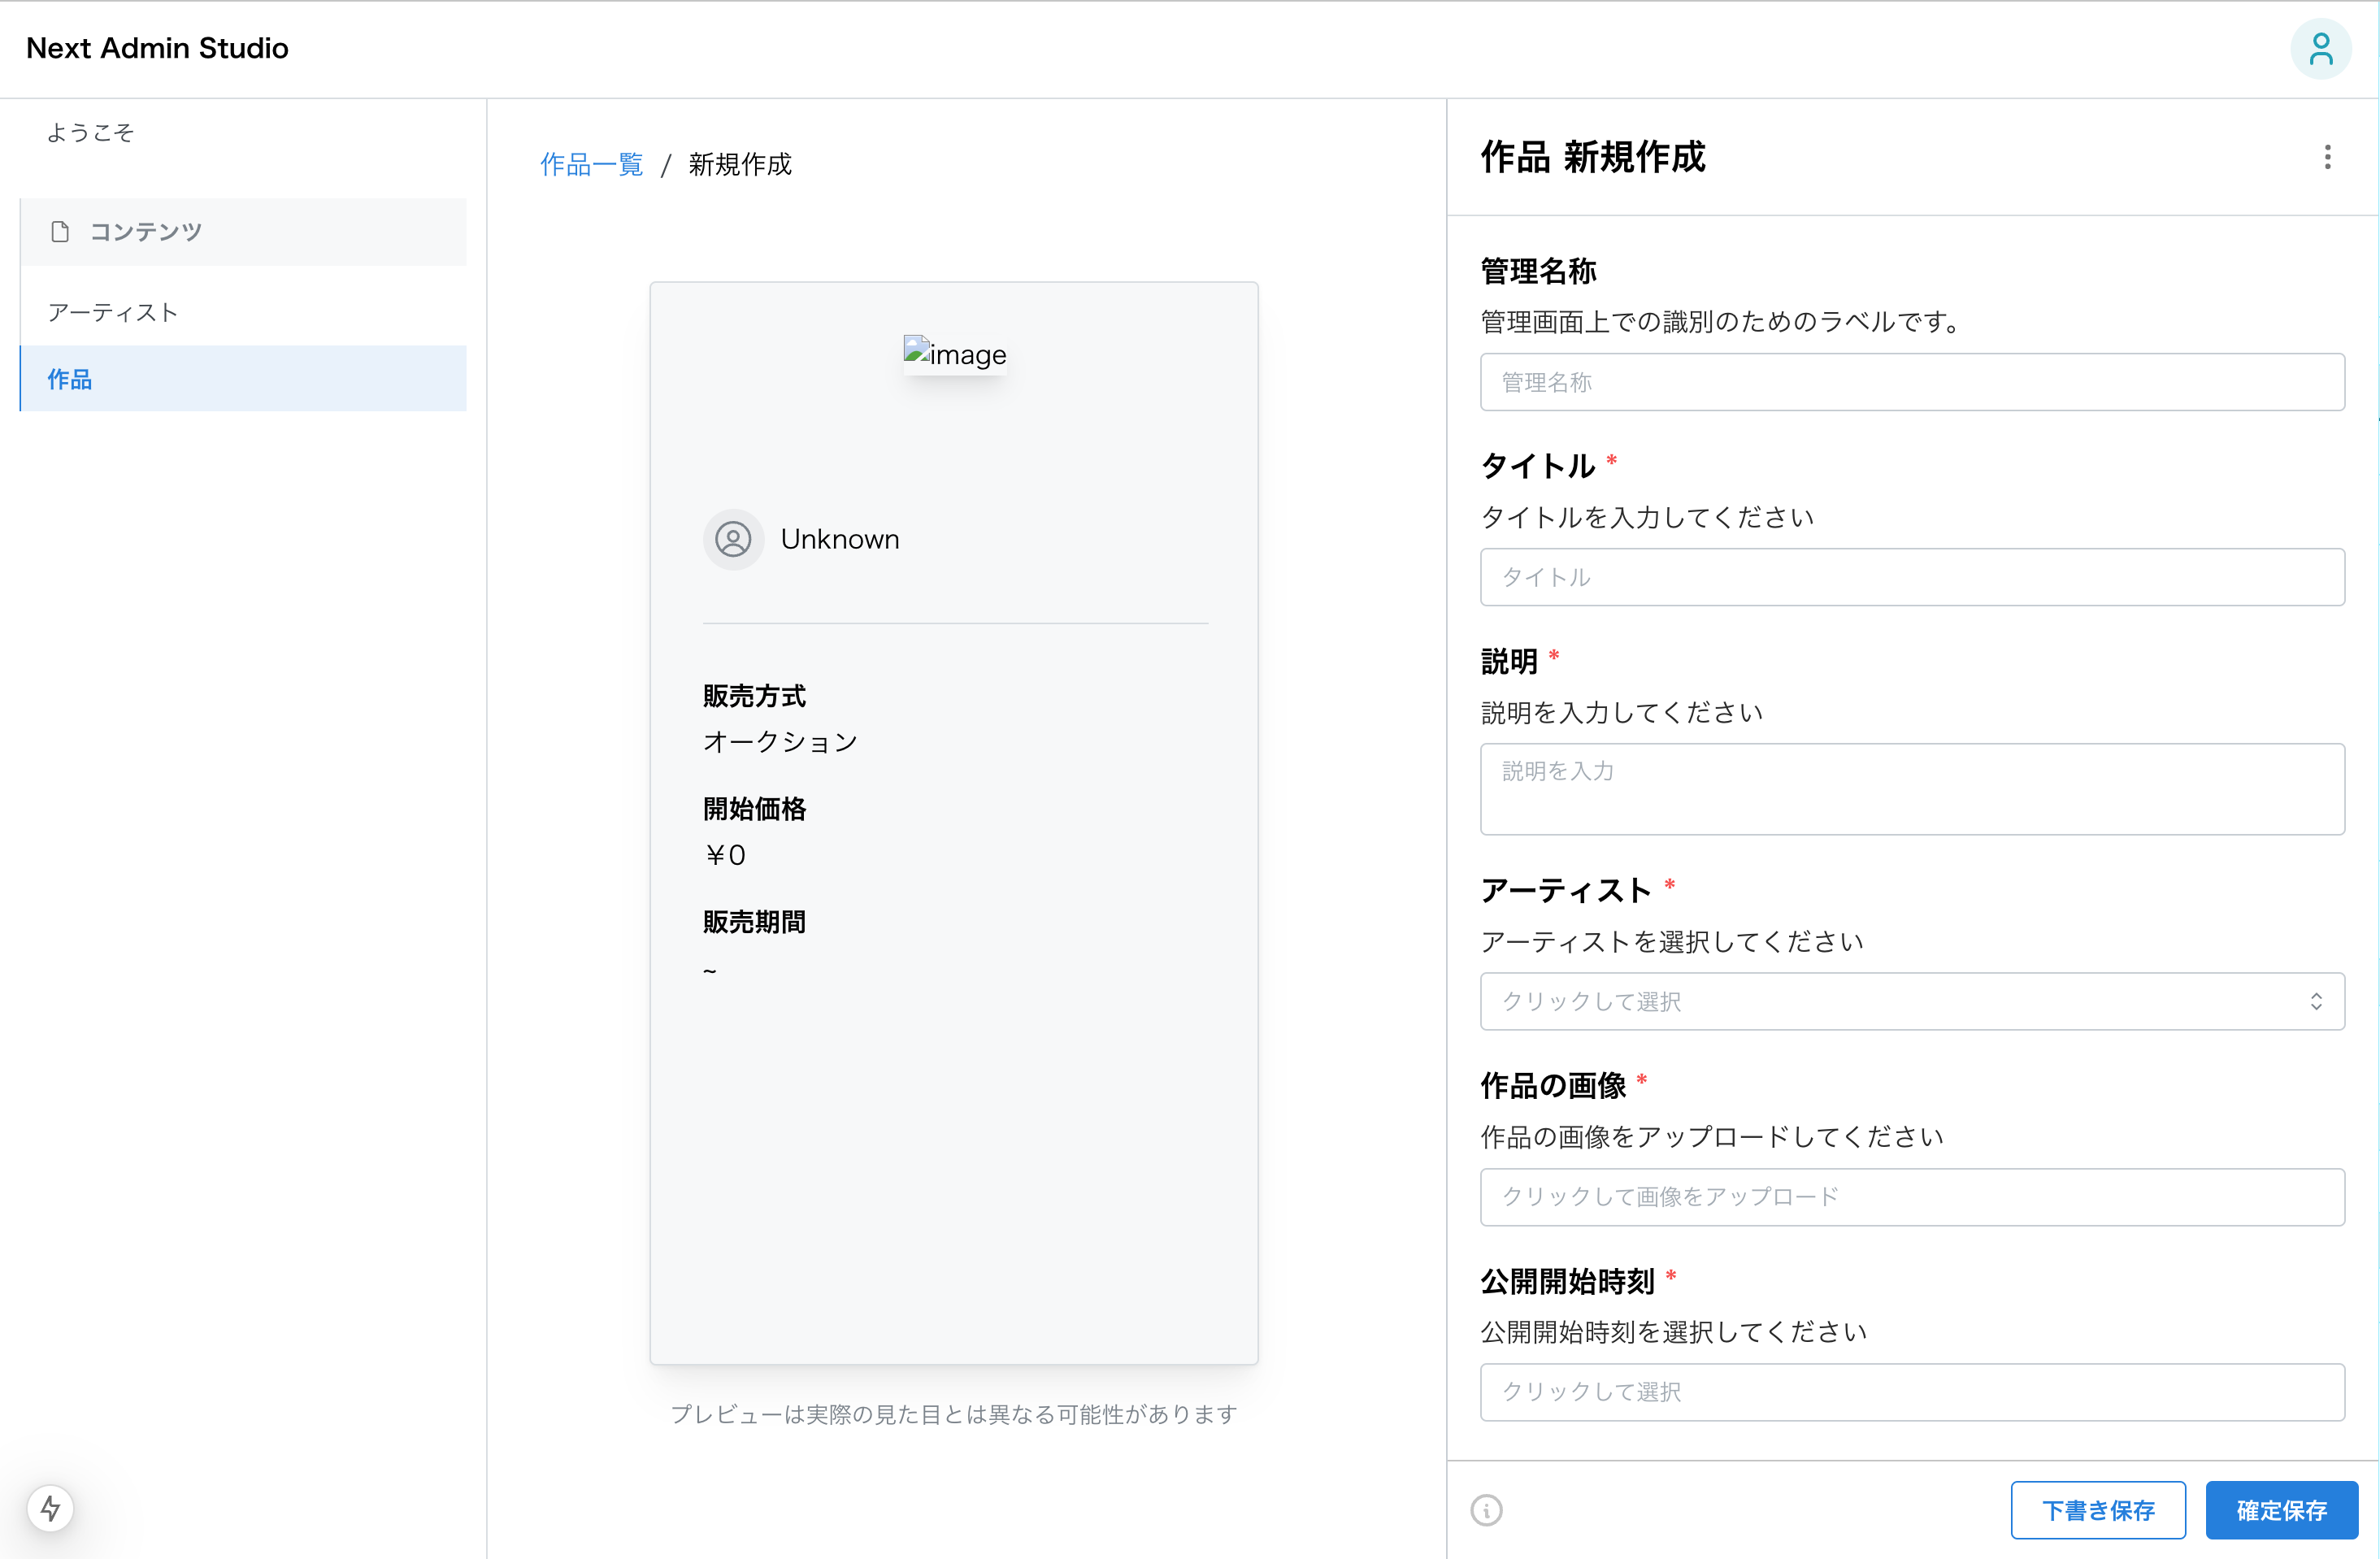 Next Admin Studio
ようこそ
コンテンツ
アーティスト
作品
作品一覧 / 新規作成
image
Unknown
販売方式
オークション
開始価格
¥0
販売期間
~
プレビューは実際の見た目とは異なる可能性があります
作品 新規作成
管理名称
管理画面上での識別のためのラベルです。
管理名称
タイトル *
タイトルを入力してください
タイトル
説明 *
説明を入力してください
説明を入力
アーティスト *
アーティストを選択してください
クリックして選択
作品の画像 *
作品の画像をアップロードしてください
クリックして画像をアップロード
公開開始時刻 *
公開開始時刻を選択してください
クリックして選択
下書き保存
確定保存